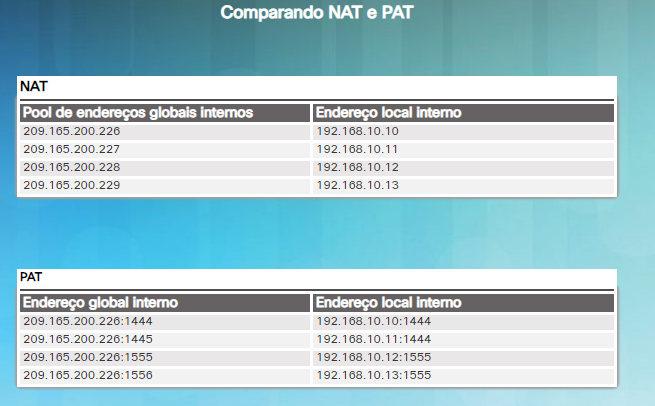 Comparando NAT e PAT
NAT
Pool de endereços globais internos Endereço local interno
209.165.200.226 192.168.10.10
209.165.200.227 192.168.10.11
209.165.200.228 192.168.10.12
209.165.200.229 192.168.10.13
PAT
Endereço global interno Endereço local interno
209.165.200.226:1444 192.168.10.10:1444
209.165.200.226:1445 192.168.10.11:1444
209.165.200.226:1555 192.168.10.12:1555
209.165.200.226:1556 192.168.10.13:1555